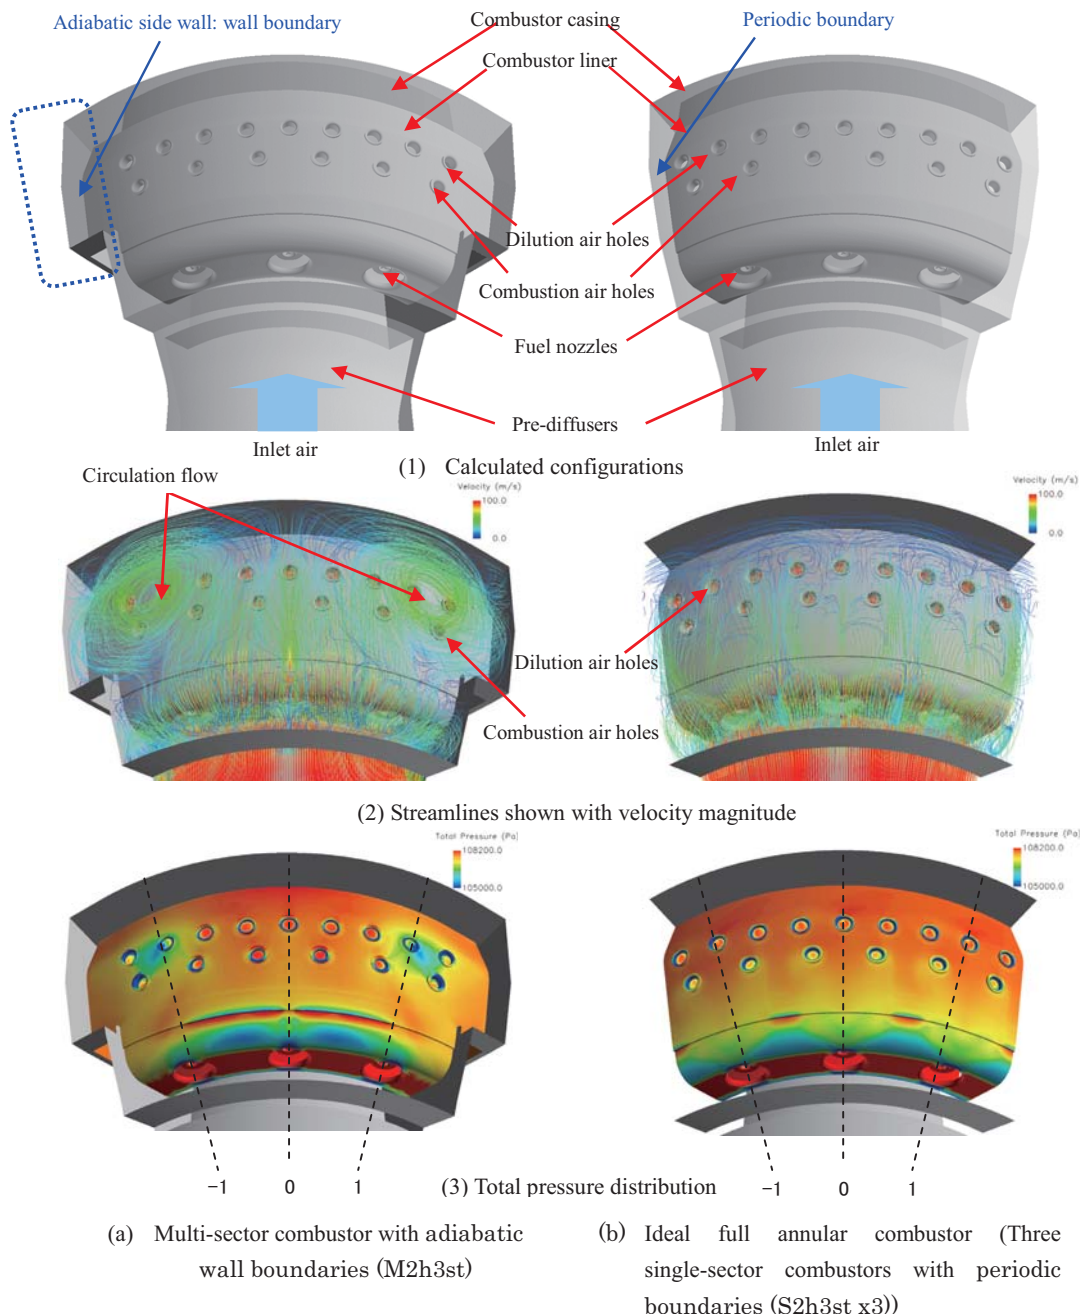 Adiabatic side wall: wall boundary
Combustor casing
Periodic boundary
Combustor liner
Dilution air holes
Combustion air holes
Fuel nozzles
Pre-diffusers
Inlet air
Inlet air
(1) Calculated configurations
Circulation flow
Velocity (m/s)
100.0
0.0
Velocity (m/s)
100.0
0.0
Dilution air holes
Combustion air holes
(2) Streamlines shown with velocity magnitude
Total Pressure (Pa)
108200.0
105000.0
Total Pressure (Pa)
108200.0
105000.0
-1 0 1
(3) Total pressure distribution
-1 0 1
(a) Multi-sector combustor with adiabatic
wall boundaries (M2h3st)
(b) Ideal full annular combustor (Three
single-sector combustors with periodic
boundaries (S2h3st x3))